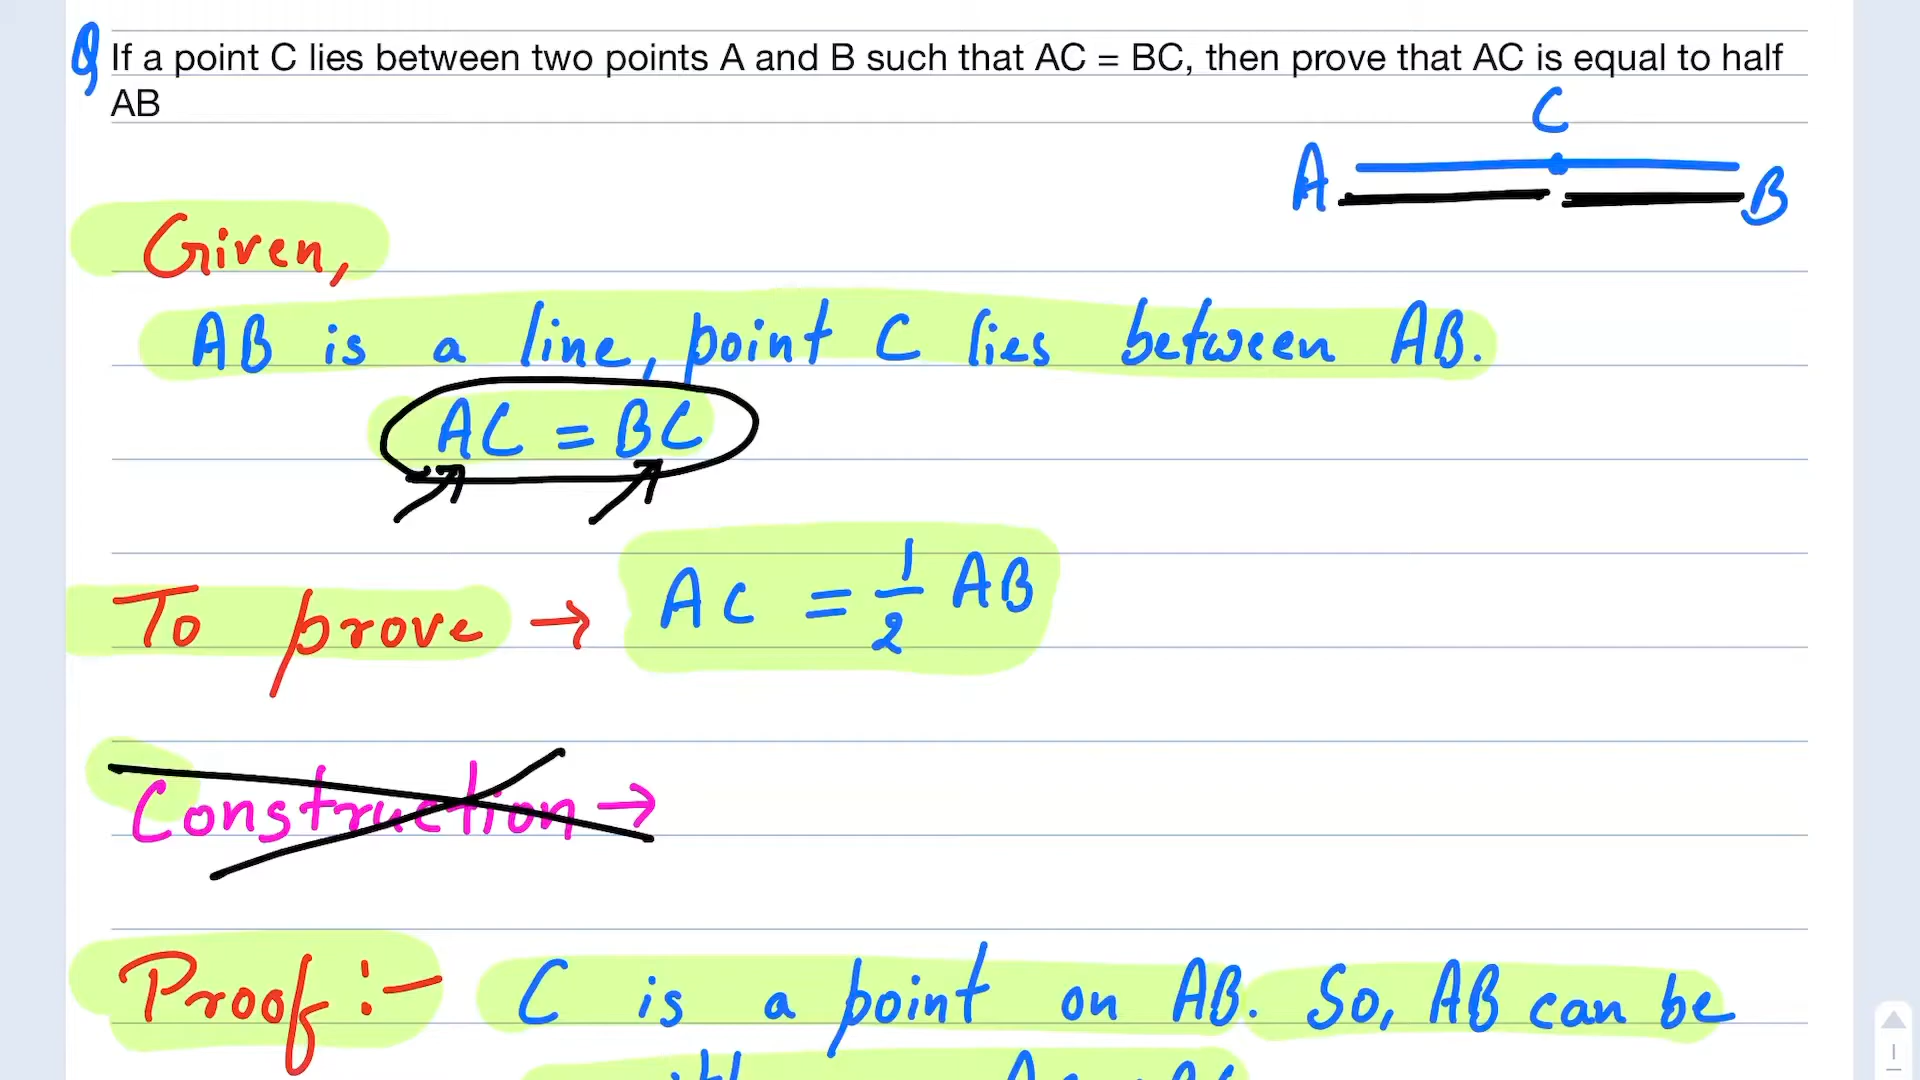 Q If a point C lies between two points A and B such that AC = BC, then prove that AC is equal to half
AB
C
A B
Given,
AB is a line, point C lies between AB.
AC = BC
To prove → AC = 1/2 AB
Construction →
Proof :- C is a point on AB. So, AB can be